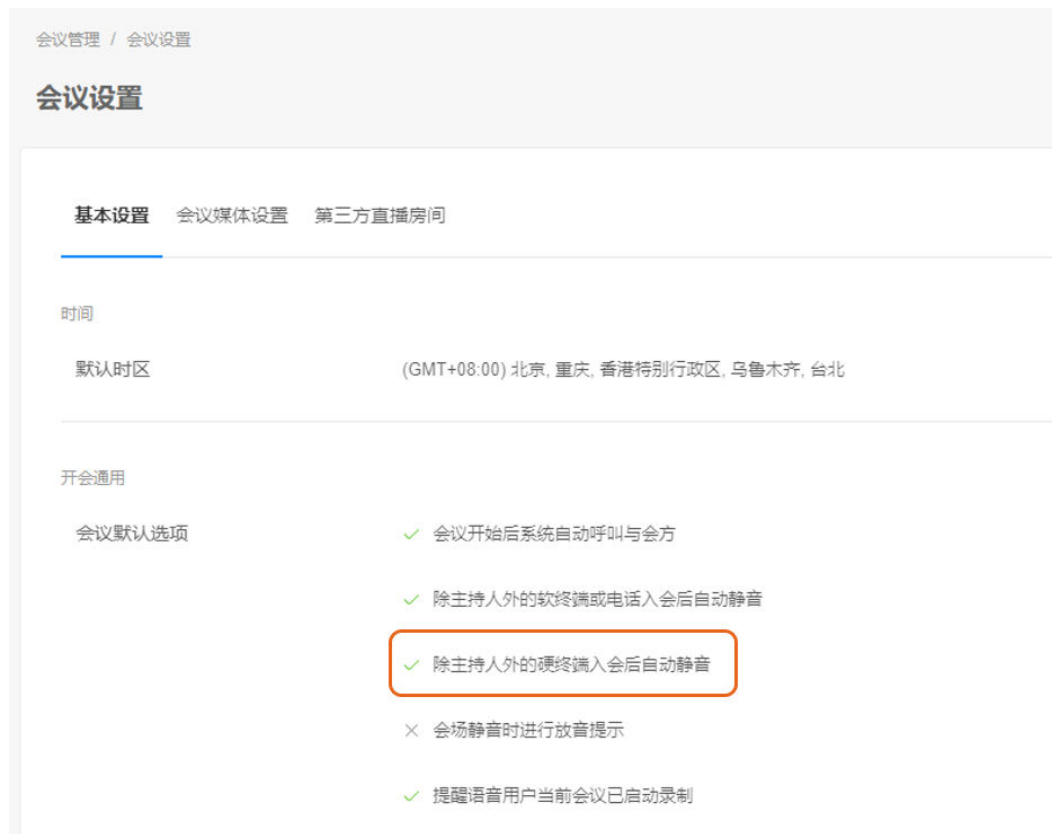 会议管理 / 会议设置
会议设置
基本设置 会议媒体设置 第三方直播房间
时间
默认时区 (GMT+08:00) 北京, 重庆, 香港特别行政区, 乌鲁木齐, 台北
开会通用
会议默认选项 会议开始后系统自动呼叫与会方
除主持人外的软终端或电话入会后自动静音
除主持人外的硬终端入会后自动静音
会场静音时进行放音提示
提醒语音用户当前会议已启动录制